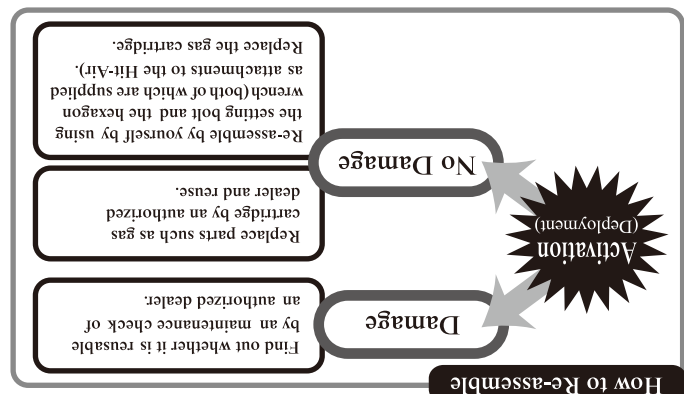 How to Re-assemble
Activation
(Deployment)
Damage
Find out whether it is reusable
by an maintenance check of
an authorized dealer.
No Damage
Replace parts such as gas
cartridge by an authorized
dealer and reuse.
Re-assemble by yourself by using
the setting bolt and the hexagon
wrench (both of which are supplied
as attachments to the Hit-Air).
Replace the gas cartridge.